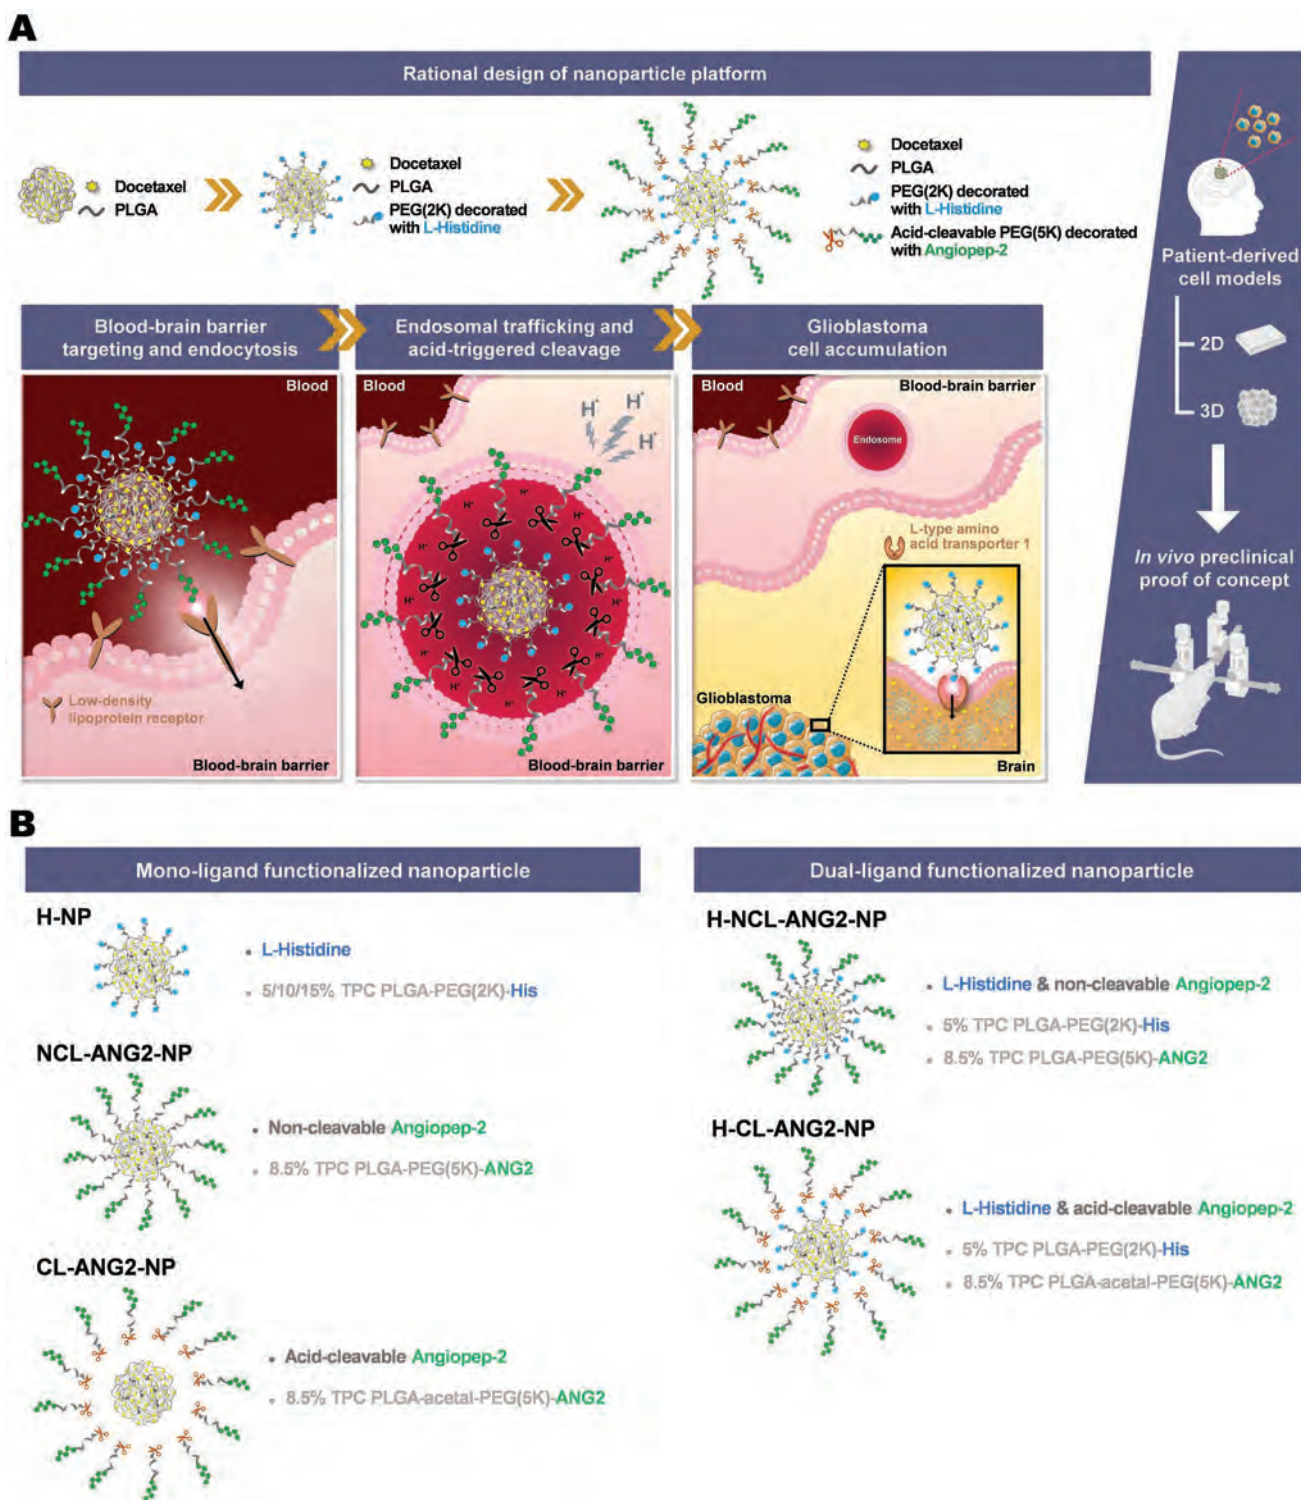 A
Rational design of nanoparticle platform
Docetaxel
PLGA
Docetaxel
PLGA
PEG(2K) decorated
with L-Histidine
Docetaxel
PLGA
PEG(2K) decorated
with L-Histidine
Acid-cleavable PEG(5K) decorated
with Angiopep-2
Blood-brain barrier
targeting and endocytosis
Endosomal trafficking and
acid-triggered cleavage
Glioblastoma
cell accumulation
Blood
Low-density
lipoprotein receptor
Blood-brain barrier
Blood
H+
H+
H+
H+
H+
H+
H+
H+
H+
H+
H+
H+
H+
Blood-brain barrier
Blood
Blood-brain barrier
Endosome
L-type amino
acid transporter 1
Glioblastoma
Brain
Patient-derived
cell models
2D
3D
In vivo preclinical
proof of concept
B
Mono-ligand functionalized nanoparticle
H-NP
• L-Histidine
• 5/10/15% TPC PLGA-PEG(2K)-His
NCL-ANG2-NP
• Non-cleavable Angiopep-2
• 8.5% TPC PLGA-PEG(5K)-ANG2
CL-ANG2-NP
• Acid-cleavable Angiopep-2
• 8.5% TPC PLGA-acetal-PEG(5K)-ANG2
Dual-ligand functionalized nanoparticle
H-NCL-ANG2-NP
• L-Histidine & non-cleavable Angiopep-2
• 5% TPC PLGA-PEG(2K)-His
• 8.5% TPC PLGA-PEG(5K)-ANG2
H-CL-ANG2-NP
• L-Histidine & acid-cleavable Angiopep-2
• 5% TPC PLGA-PEG(2K)-His
• 8.5% TPC PLGA-acetal-PEG(5K)-ANG2